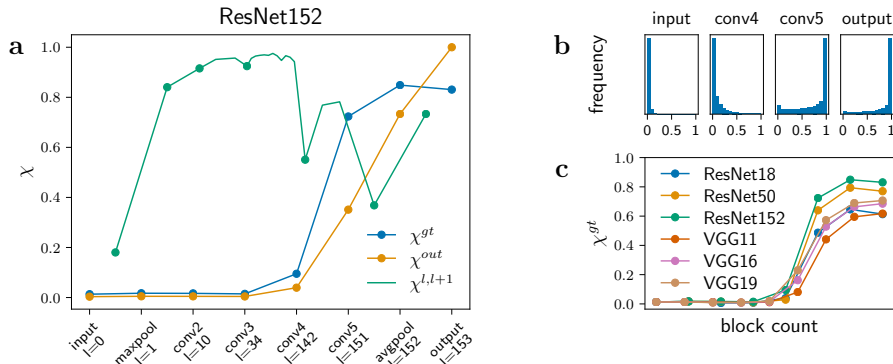 ResNet152
a
χ
1.0
0.8
0.6
0.4
0.2
0.0
χ^gt
χ^out
χ^l,l+1
input
l=0
maxpool
l=1
conv2
l=10
conv3
l=34
conv4
l=142
conv5
l=151
avgpool
l=152
output
l=153
b
input
conv4
conv5
output
frequency
0 0.5 1
0 0.5 1
0 0.5 1
0 0.5 1
c
χ^gt
1.0
0.8
0.6
0.4
0.2
0.0
ResNet18
ResNet50
ResNet152
VGG11
VGG16
VGG19
block count